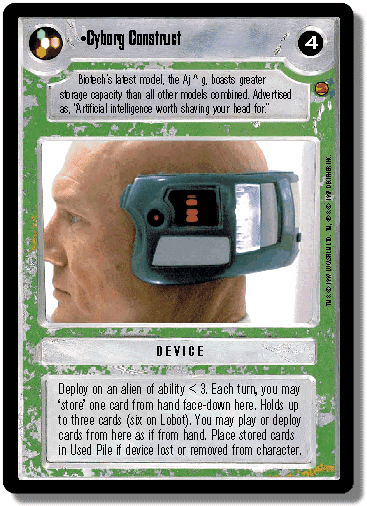 •Cyborg Construct
4
Biotech's latest model, the Aj^g, boasts greater
storage capacity than all other models combined. Advertised
as, "Artificial intelligence worth shaving your head for."
TM, ® & © 1997 LUCASFILM LTD. TM, ® & © 1997 DECIPHER INC.
DEVICE
Deploy on an alien of ability < 3. Each turn, you may
'store' one card from hand face-down here. Holds up
to three cards (six on Lobot). You may play or deploy
cards from here as if from hand. Place stored cards
in Used Pile if device lost or removed from character.